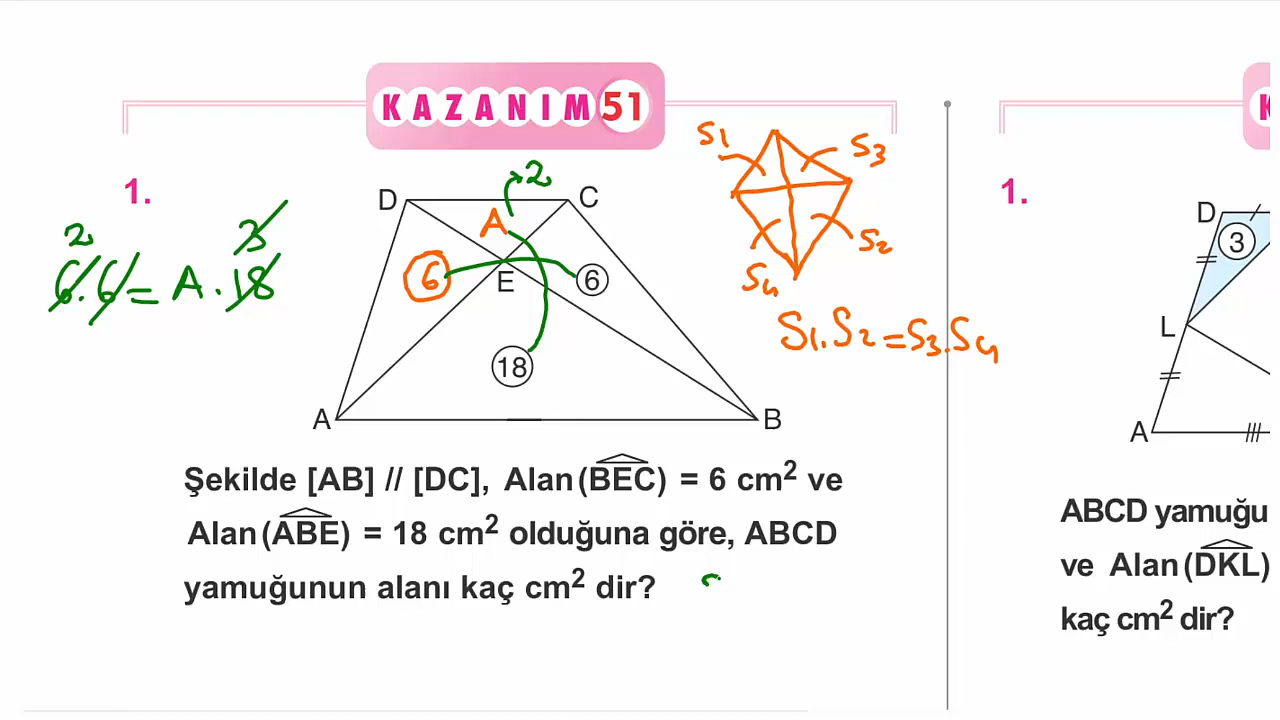 KAZANIM 51
K
1.
D
C
2
A
6
E
6
18
A
B
2 3
6.6=A.18
S1
S3
S2
S4
S1.S2=S3.S4
Şekilde [AB] // [DC], Alan(BEC) = 6 cm2 ve
Alan(ABE) = 18 cm2 olduğuna göre, ABCD
yamuğunun alanı kaç cm2 dir?
1.
D
3
L
A
ABCD yamuğu
ve Alan(DKL)
kaç cm2 dir?